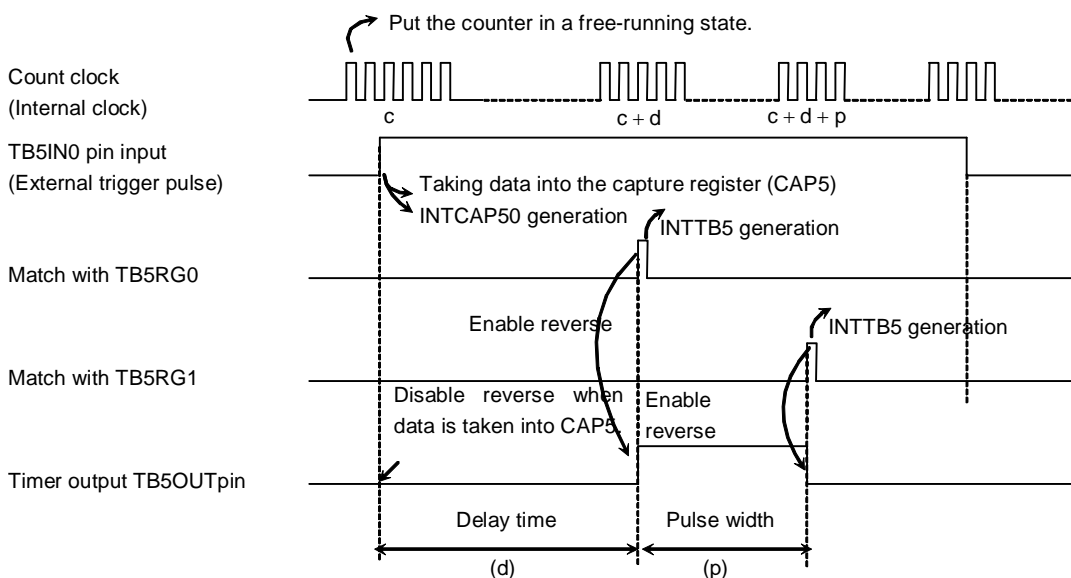 Put the counter in a free-running state.
Count clock
(Internal clock)
c
c + d
c + d + p
TB5IN0 pin input
(External trigger pulse)
Taking data into the capture register (CAP5)
INTCAP50 generation
INTTB5 generation
Match with TB5RG0
Enable reverse
INTTB5 generation
Match with TB5RG1
Disable reverse when
data is taken into CAP5.
Enable
reverse
Timer output TB5OUTpin
Delay time
Pulse width
(d)
(p)